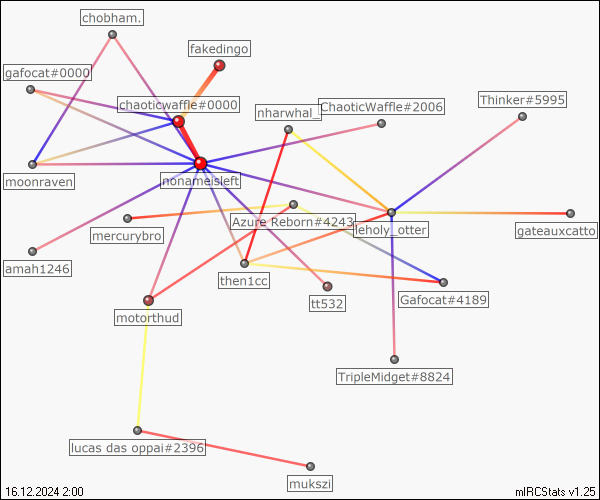 chobham.
fakedingo
gafocat#0000
chaoticwaffle#0000
nharwhal_
ChaoticWaffle#2006
Thinker#5995
moonraven
nonameisleft
mercurybro
Azure Reborn#4243
leholy_otter
gateauxcatto
amah1246
then1cc
tt532
Gafocat#4189
motorthud
TripleMidget#8824
lucas das oppai#2396
mukszi
16.12.2024 2:00
mIRCStats v1.25